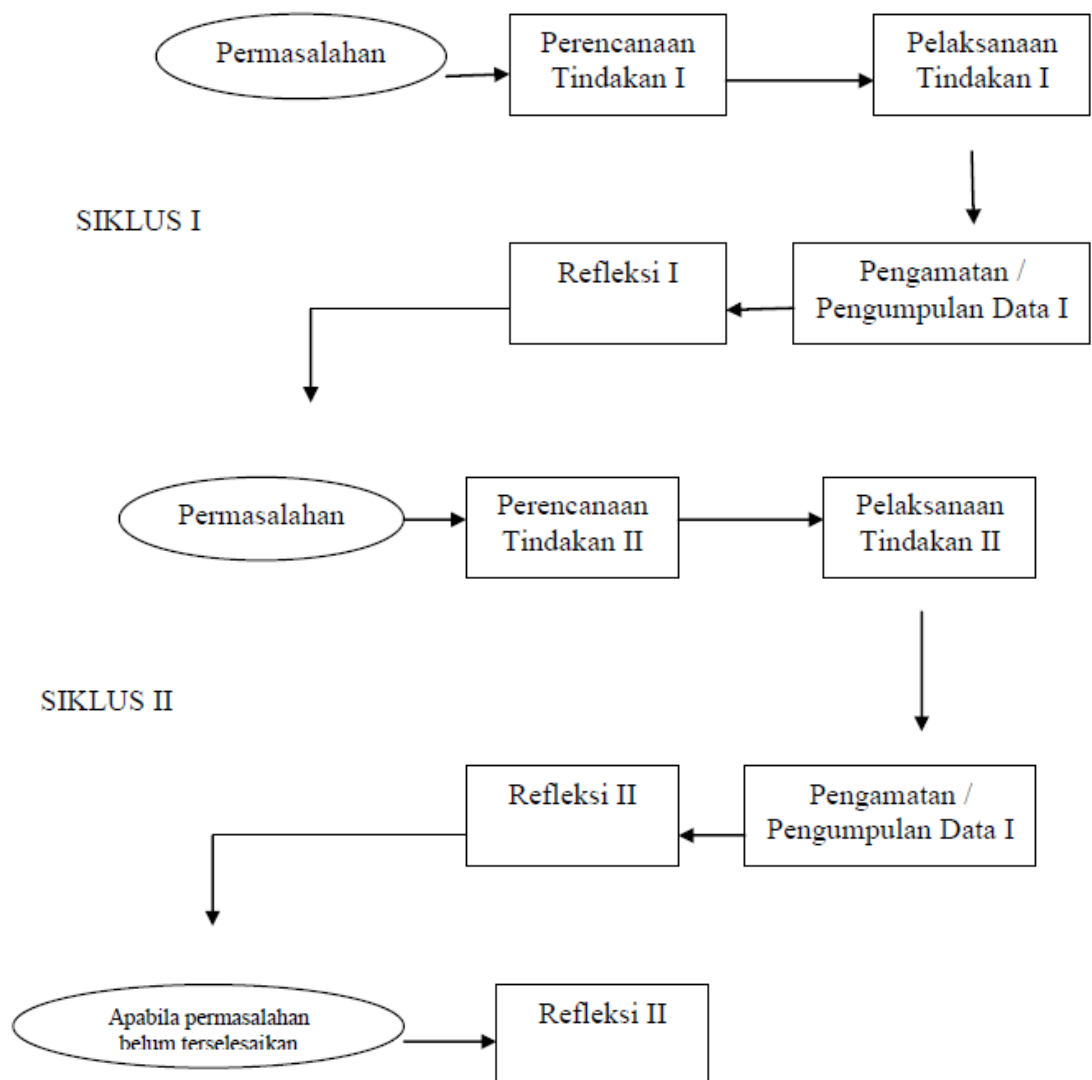 Permasalahan
Perencanaan
Tindakan I
Pelaksanaan
Tindakan I
SIKLUS I
Refleksi I
Pengamatan /
Pengumpulan Data I
Permasalahan
Perencanaan
Tindakan II
Pelaksanaan
Tindakan II
SIKLUS II
Refleksi II
Pengamatan /
Pengumpulan Data I
Apabila permasalahan
belum terselesaikan
Refleksi II